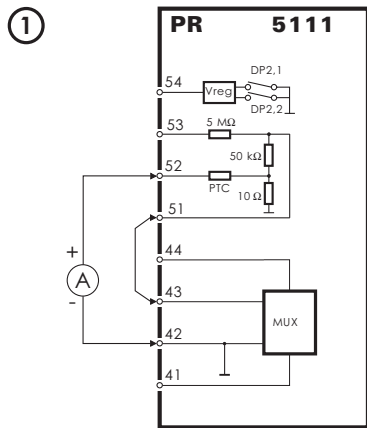 1
PR 5111
54
Vreg
DP2,1
DP2,2
53
5 MΩ
50 kΩ
52
PTC
10 Ω
51
44
+
A
-
43
MUX
42
41